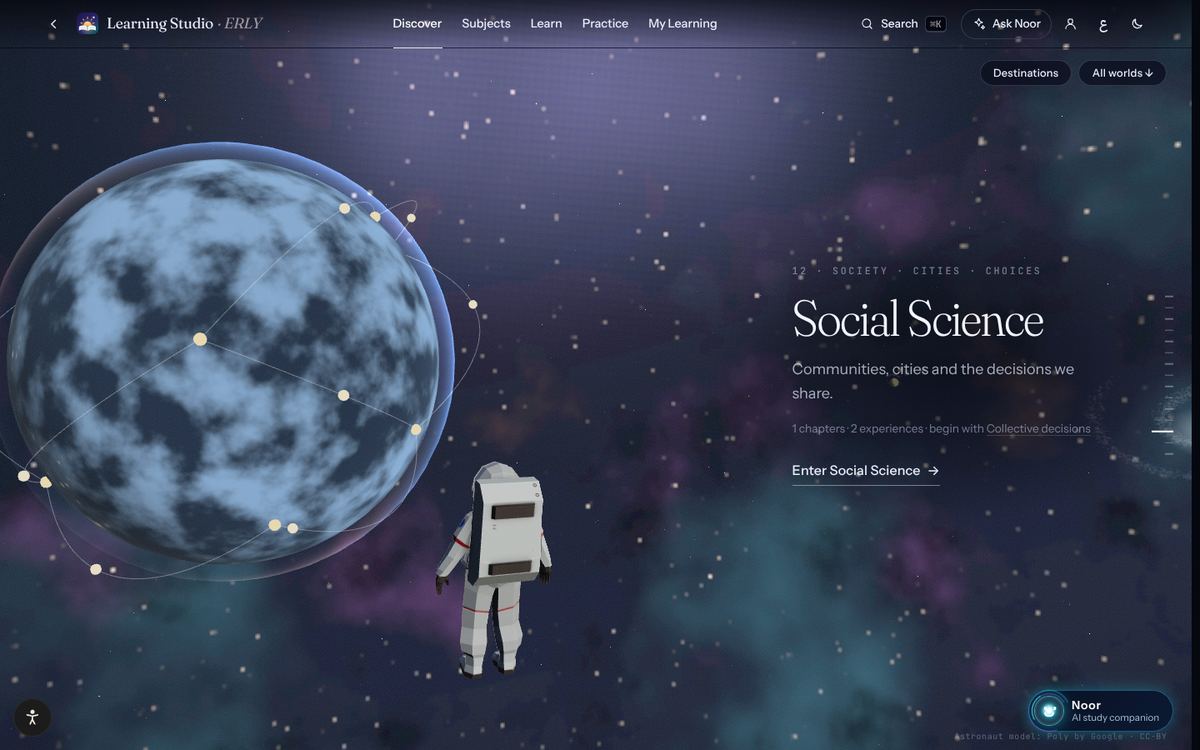 Learning Studio · ERLY
Discover Subjects Learn Practice My Learning
Search ⌘K Ask Noor ع
Destinations All worlds ↓
12 · SOCIETY · CITIES · CHOICES
Social Science
Communities, cities and the decisions we
share.
1 chapters · 2 experiences · begin with Collective decisions
Enter Social Science →
Noor
AI study companion
Astronaut model: Poly by Google · CC-BY